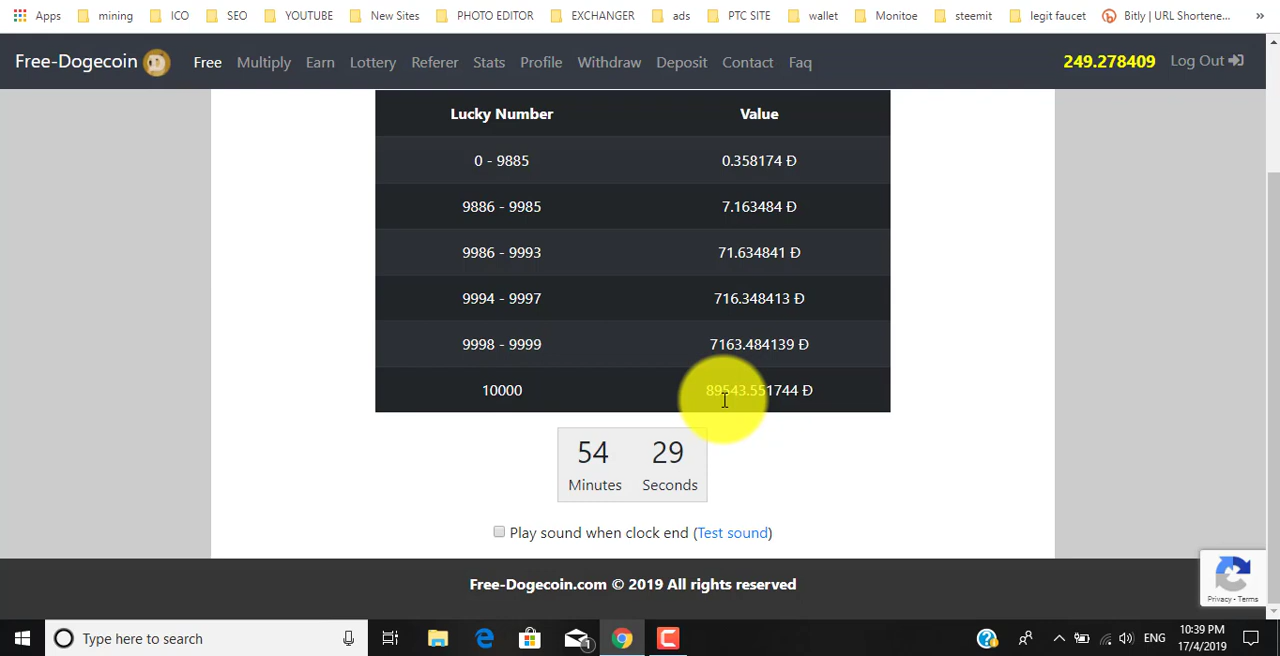 Apps mining ICO SEO YOUTUBE New Sites PHOTO EDITOR EXCHANGER ads PTC SITE wallet Monitoe steemit legit faucet Bitly | URL Shortene... »
Free-Dogecoin Free Multiply Earn Lottery Referer Stats Profile Withdraw Deposit Contact Faq 249.278409 Log Out
Lucky Number Value
0 - 9885 0.358174 Ð
9886 - 9985 7.163484 Ð
9986 - 9993 71.634841 Ð
9994 - 9997 716.348413 Ð
9998 - 9999 7163.484139 Ð
10000 89543.551744 Ð
54 29
Minutes Seconds
Play sound when clock end (Test sound)
Free-Dogecoin.com © 2019 All rights reserved
Privacy - Terms
Type here to search 1 ENG 10:39 PM
17/4/2019